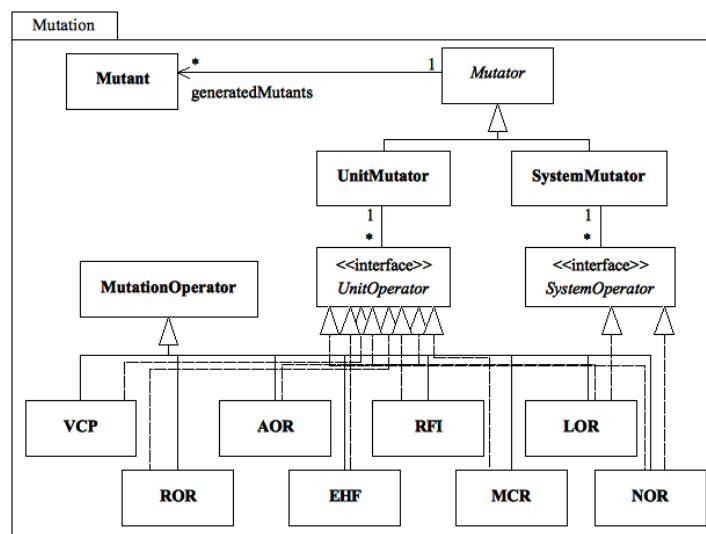 Mutation
*
1
Mutant
Mutator
generatedMutants
UnitMutator
SystemMutator
1
1
*
*
<<interface>>
<<interface>>
MutationOperator
UnitOperator
SystemOperator
VCP
AOR
RFI
LOR
ROR
EHF
MCR
NOR